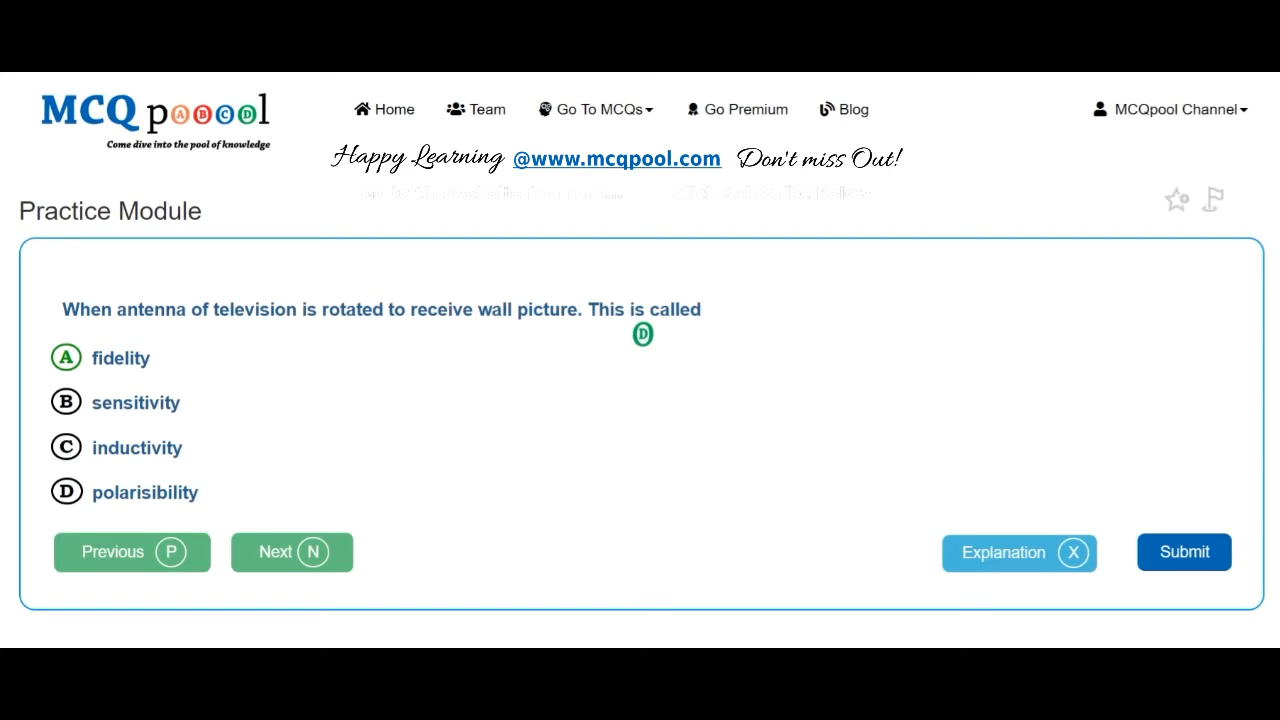 MCQ pABCDl
Come dive into the pool of knowledge
Home Team Go To MCQs Go Premium Blog MCQpool Channel
Happy Learning @www.mcqpool.com Don't miss Out!
Practice Module
When antenna of television is rotated to receive wall picture. This is called
D
A fidelity
B sensitivity
C inductivity
D polarisibility
Previous P Next N Explanation X Submit